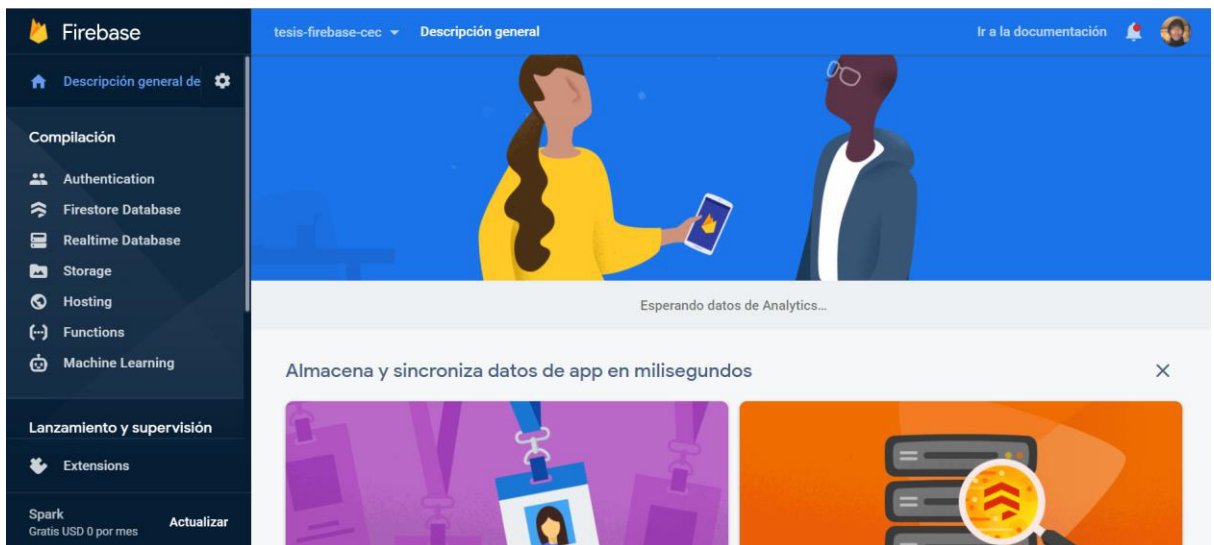 Firebase
tesis-firebase-cec
Descripción general
Ir a la documentación
Descripción general de
Compilación
Authentication
Firestore Database
Realtime Database
Storage
Hosting
Functions
Machine Learning
Lanzamiento y supervisión
Extensions
Spark
Gratis USD 0 por mes
Actualizar
Esperando datos de Analytics...
Almacena y sincroniza datos de app en milisegundos